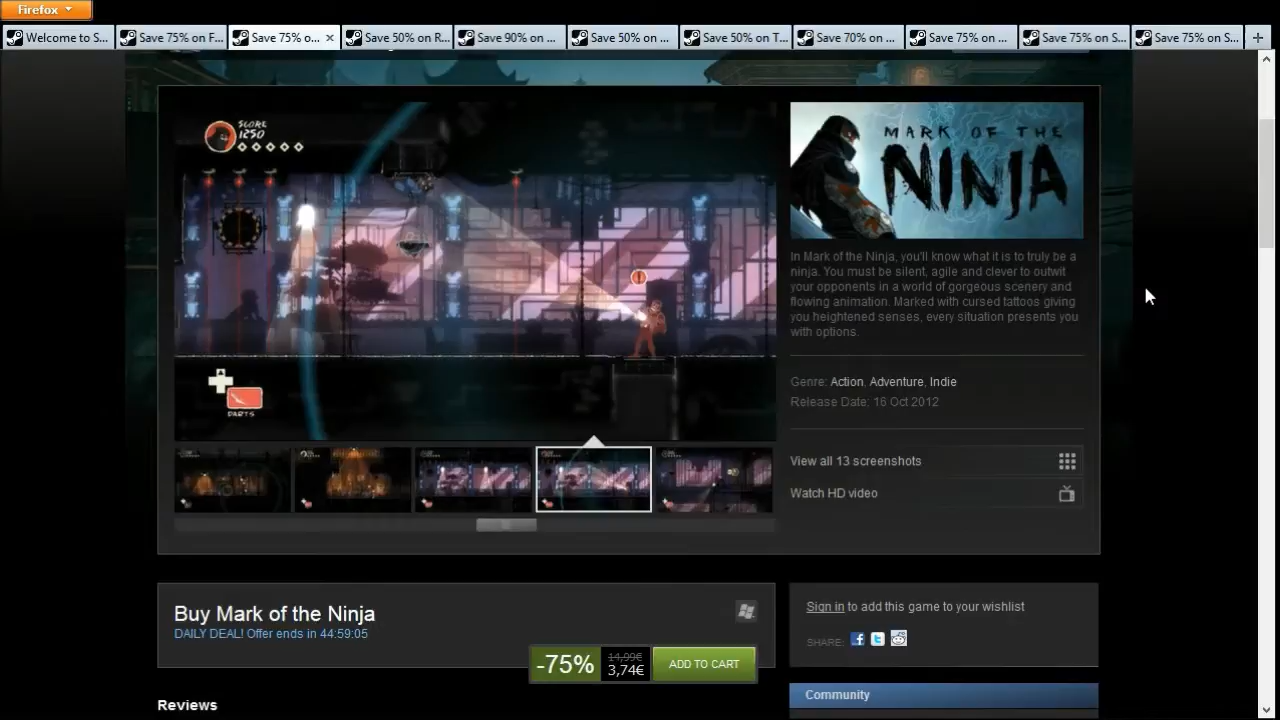 Firefox
Welcome to S...
Save 75% on F...
Save 75% o...
Save 50% on R...
Save 90% on ...
Save 50% on ...
Save 50% on T...
Save 70% on ...
Save 75% on ...
Save 75% on S...
Save 75% on S...
SCORE
1250
DARTS
MARK OF THE
NINJA
In Mark of the Ninja, you'll know what it is to truly be a
ninja. You must be silent, agile and clever to outwit
your opponents in a world of gorgeous scenery and
flowing animation. Marked with cursed tattoos giving
you heightened senses, every situation presents you
with options.
Genre: Action, Adventure, Indie
Release Date: 16 Oct 2012
View all 13 screenshots
Watch HD video
Buy Mark of the Ninja
DAILY DEAL! Offer ends in 44:59:05
-75%
14,99€
3,74€
ADD TO CART
Sign in to add this game to your wishlist
SHARE:
Reviews
Community